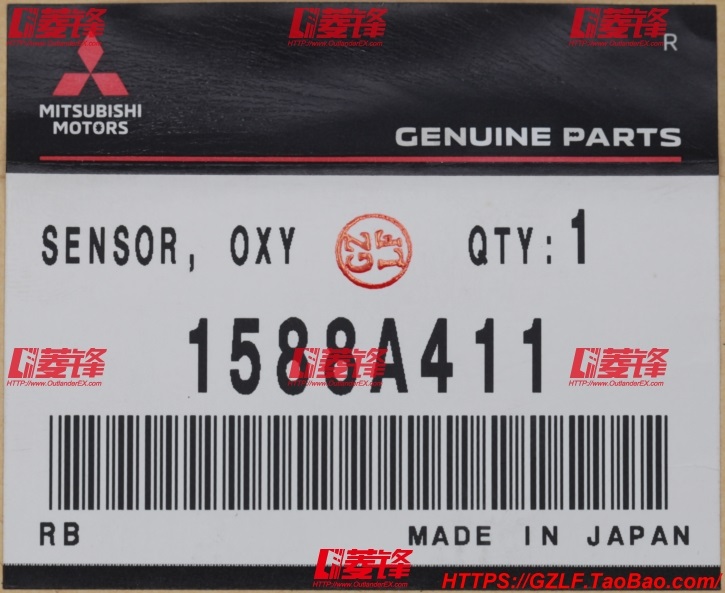 菱锋 菱锋 菱锋
HTTP://www.OutlanderEX.com HTTP://www.OutlanderEX.com HTTP://www.OutlanderEX.com
R
MITSUBISHI
MOTORS
GENUINE PARTS
SENSOR, OXY GZ LF QTY:1
1588A411
菱锋 菱锋 菱锋
HTTP://www.OutlanderEX.com HTTP://www.OutlanderEX.com HTTP://www.OutlanderEX.com
RB MADE IN JAPAN
菱锋
HTTP://www.OutlanderEX.com
HTTPS://GZLF.TaoBao.com/